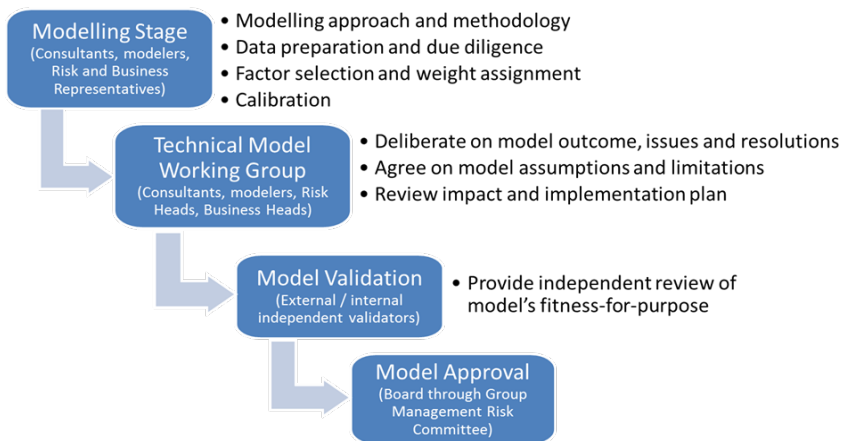 Modelling Stage
(Consultants, modelers,
Risk and Business
Representatives)
• Modelling approach and methodology
• Data preparation and due diligence
• Factor selection and weight assignment
• Calibration
Technical Model
Working Group
(Consultants, modelers, Risk
Heads, Business Heads)
• Deliberate on model outcome, issues and resolutions
• Agree on model assumptions and limitations
• Review impact and implementation plan
Model Validation
(External / internal
independent validators)
• Provide independent review of
model's fitness-for-purpose
Model Approval
(Board through Group
Management Risk
Committee)